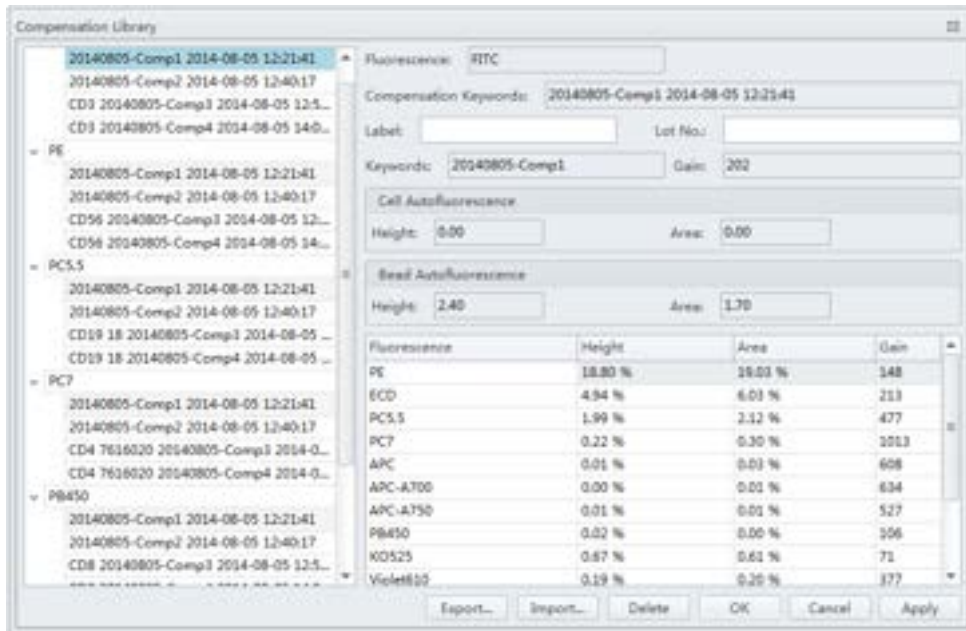 Compensation Library
20140805-Comp1 2014-08-05 12:21:41
20140805-Comp2 2014-08-05 12:40:17
CD3 20140805-Comp3 2014-08-05 12:5...
CD3 20140805-Comp4 2014-08-05 14:0...
PE
20140805-Comp1 2014-08-05 12:21:41
20140805-Comp2 2014-08-05 12:40:17
CD56 20140805-Comp3 2014-08-05 12:...
CD56 20140805-Comp4 2014-08-05 14:...
PC5.5
20140805-Comp1 2014-08-05 12:21:41
20140805-Comp2 2014-08-05 12:40:17
CD19 18 20140805-Comp3 2014-08-05 ...
CD19 18 20140805-Comp4 2014-08-05 ...
PC7
20140805-Comp1 2014-08-05 12:21:41
20140805-Comp2 2014-08-05 12:40:17
CD4 7616020 20140805-Comp3 2014-0...
CD4 7616020 20140805-Comp4 2014-0...
PB450
20140805-Comp1 2014-08-05 12:21:41
20140805-Comp2 2014-08-05 12:40:17
CD8 20140805-Comp3 2014-08-05 12:5...
Fluorescence: FITC
Compensation Keywords: 20140805-Comp1 2014-08-05 12:21:41
Label: Lot No.:
Keywords: 20140805-Comp1 Gain: 202
Cell Autofluorescence
Height: 0.00 Area: 0.00
Bead Autofluorescence
Height: 2.40 Area: 1.70
Fluorescence Height Area Gain
PE 18.80 % 19.03 % 148
ECD 4.94 % 6.03 % 213
PC5.5 1.99 % 2.12 % 477
PC7 0.22 % 0.30 % 1013
APC 0.01 % 0.03 % 608
APC-A700 0.00 % 0.01 % 634
APC-A750 0.01 % 0.01 % 527
PB450 0.02 % 0.00 % 106
KO525 0.67 % 0.61 % 71
Violet610 0.19 % 0.20 % 377
Export... Import... Delete OK Cancel Apply